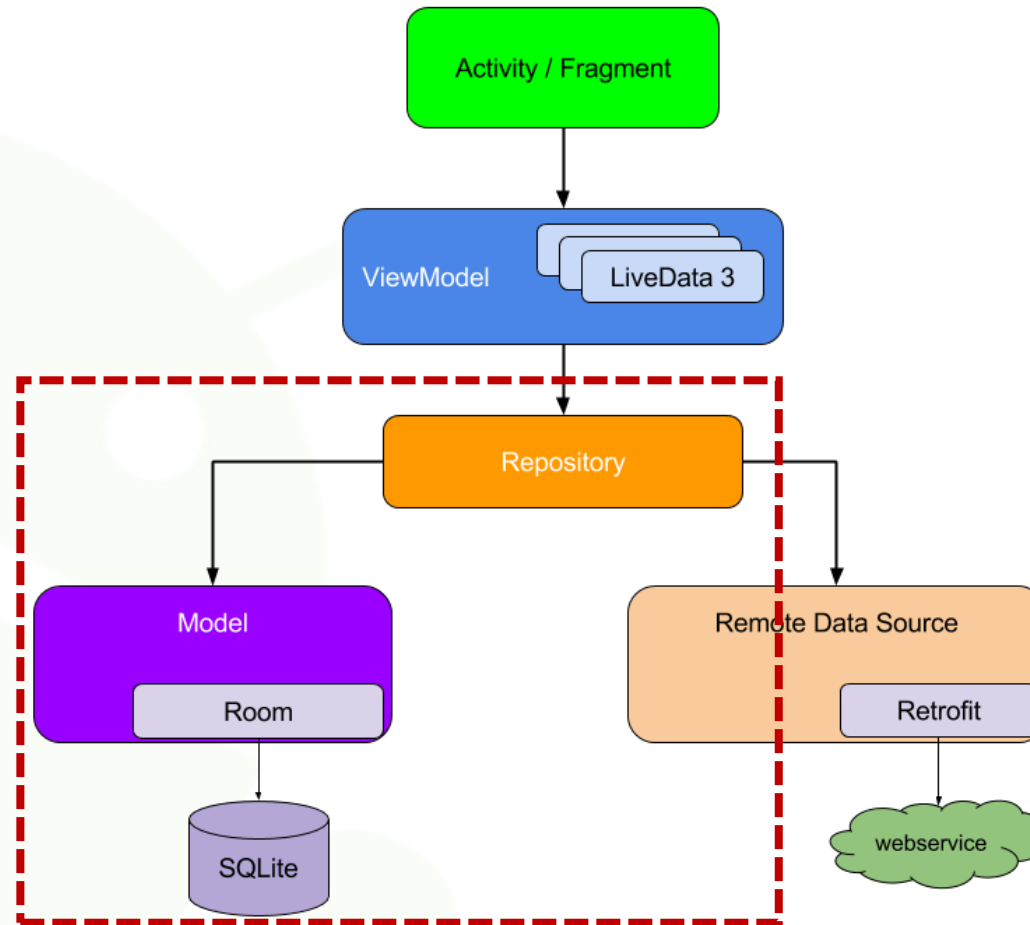 Activity / Fragment
ViewModel
LiveData 3
Repository
Model
Remote Data Source
Room
Retrofit
SQLite
webservice